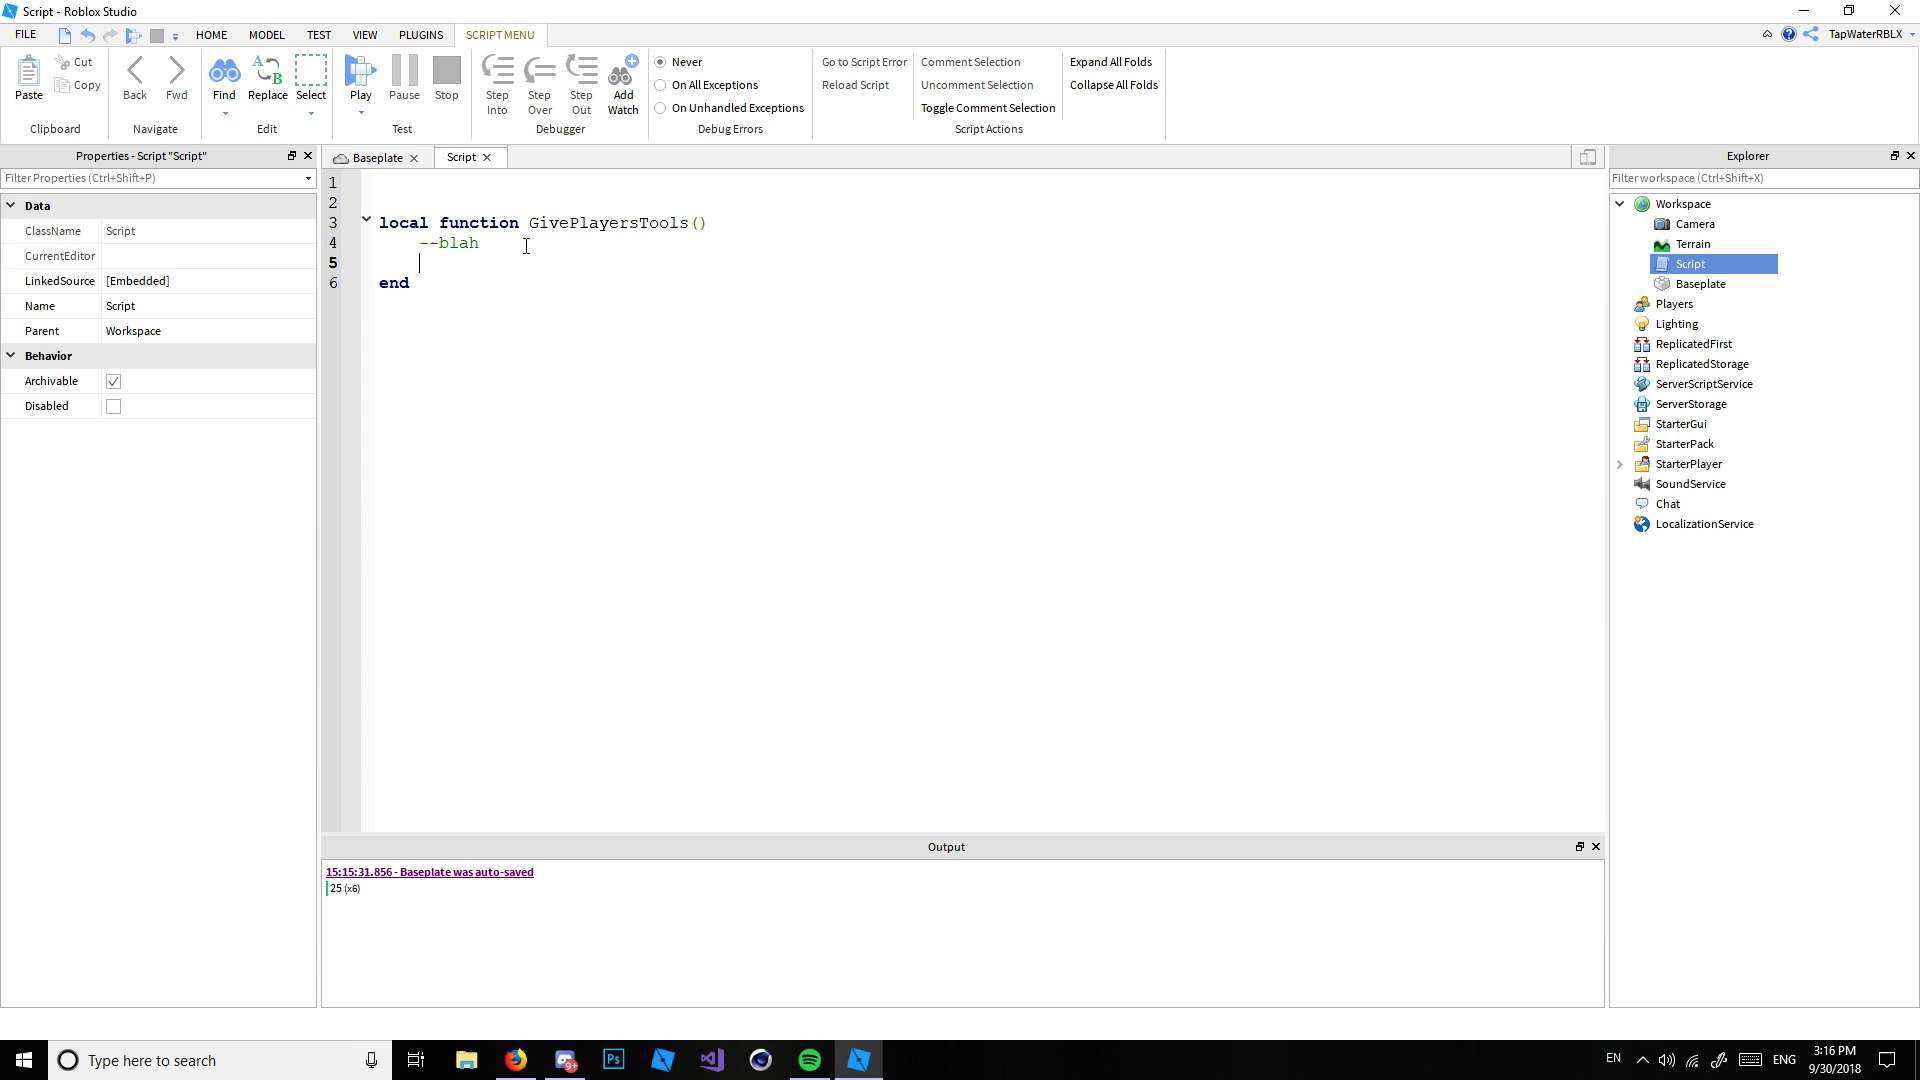 Script - Roblox Studio
FILE HOME MODEL TEST VIEW PLUGINS SCRIPT MENU TapWaterRBLX
Paste Cut Copy Back Fwd Find Replace Select Play Pause Stop Step Into Step Over Step Out Add Watch
Never
On All Exceptions
On Unhandled Exceptions
Go to Script Error
Reload Script
Comment Selection
Uncomment Selection
Toggle Comment Selection
Expand All Folds
Collapse All Folds
Clipboard Navigate Edit Test Debugger Debug Errors Script Actions
Properties - Script "Script"
Filter Properties (Ctrl+Shift+P)
Data
ClassName Script
CurrentEditor
LinkedSource [Embedded]
Name Script
Parent Workspace
Behavior
Archivable
Disabled
Baseplate Script
1
2
3 local function GivePlayersTools()
4 --blah
5
6 end
Output
15:15:31.856 - Baseplate was auto-saved
25 (x6)
Explorer
Filter workspace (Ctrl+Shift+X)
Workspace
Camera
Terrain
Script
Baseplate
Players
Lighting
ReplicatedFirst
ReplicatedStorage
ServerScriptService
ServerStorage
StarterGui
StarterPack
StarterPlayer
SoundService
Chat
LocalizationService
Type here to search
Ps
9+
EN ENG
3:16 PM
9/30/2018